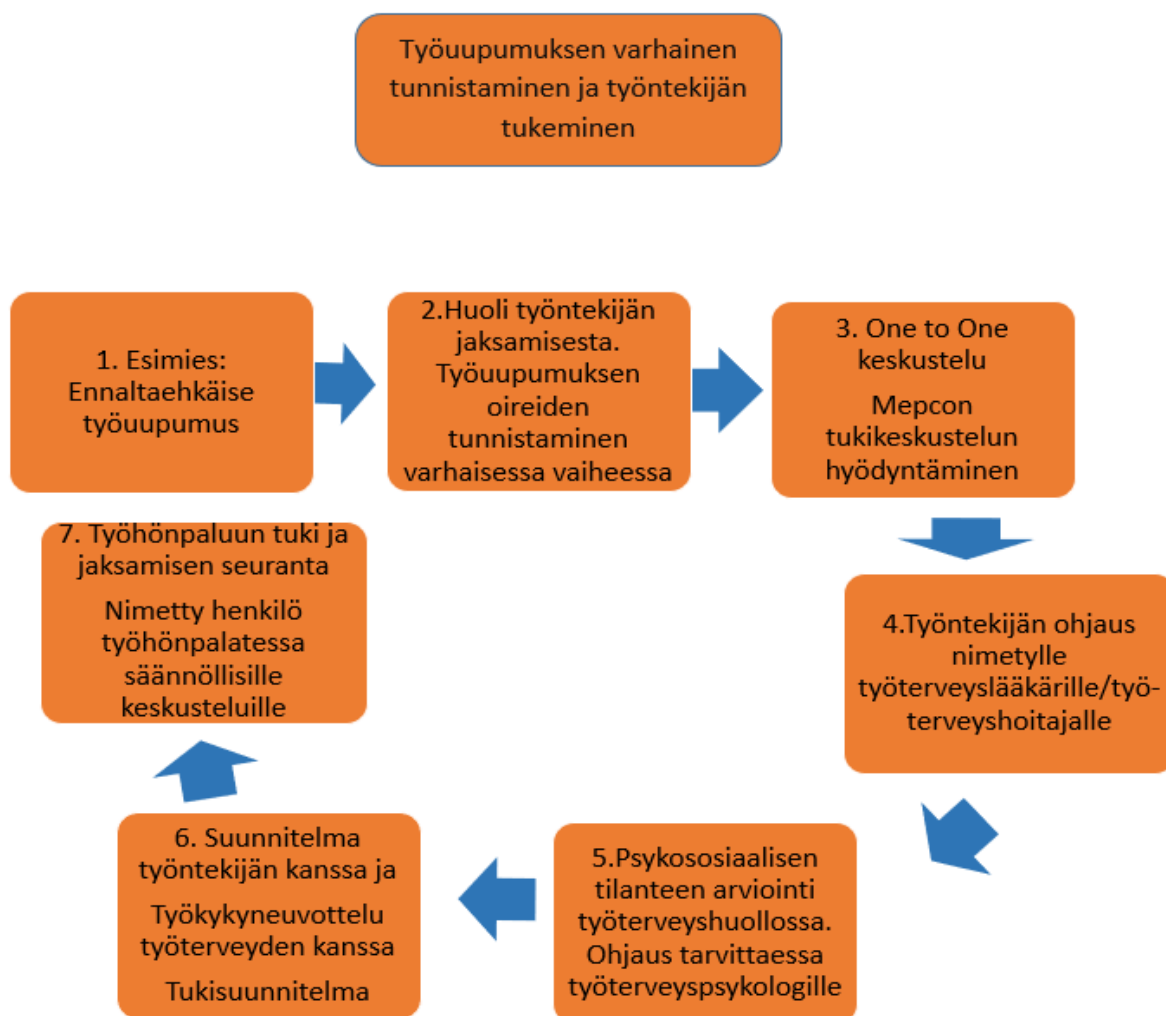 Työuupumuksen varhainen
tunnistaminen ja työntekijän
tukeminen
1. Esimies:
Ennaltaehkäise
työuupumus
2.Huoli työntekijän
jaksamisesta.
Työuupumuksen
oireiden
tunnistaminen
varhaisessa vaiheessa
3. One to One
keskustelu
Mepcon
tukikeskustelun
hyödyntäminen
4.Työntekijän ohjaus
nimetylle
työterveyslääkärille/työ-
terveyshoitajalle
5.Psykososiaalisen
tilanteen arviointi
työterveyshuollossa.
Ohjaus tarvittaessa
työterveyspsykologille
6. Suunnitelma
työntekijän kanssa ja
Työkykyneuvottelu
työterveyden kanssa
Tukisuunnitelma
7. Työhönpaluun tuki ja
jaksamisen seuranta
Nimetty henkilö
työhönpalatessa
säännöllisille
keskusteluille